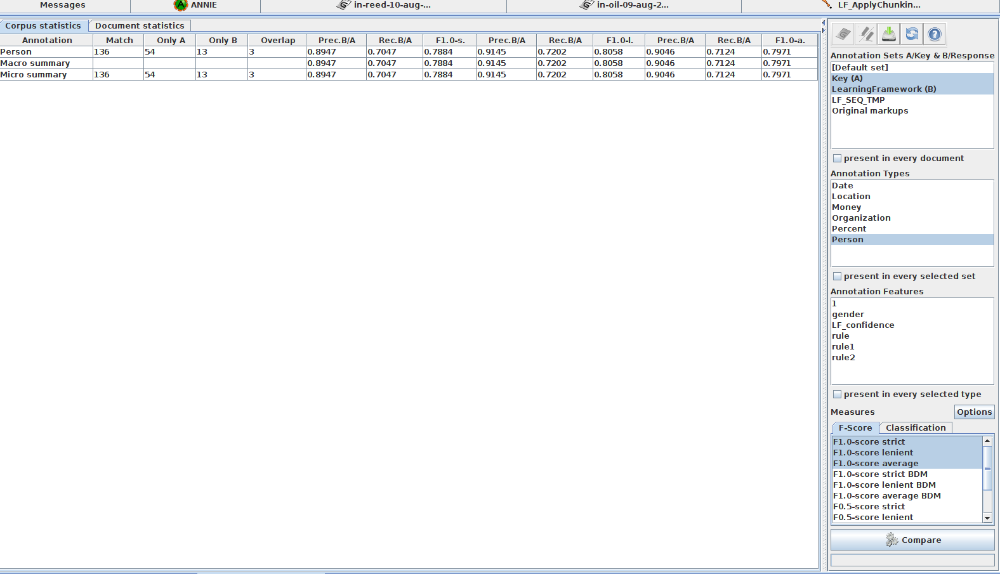 Messages ANNIE in-reed-10-aug-... in-oil-09-aug-2... LF_ApplyChunkin...
Corpus statistics Document statistics
Annotation Match Only A Only B Overlap Prec.B/A Rec.B/A F1.0-s. Prec.B/A Rec.B/A F1.0-l. Prec.B/A Rec.B/A F1.0-a.
Person 136 54 13 3 0.8947 0.7047 0.7884 0.9145 0.7202 0.8058 0.9046 0.7124 0.7971
Macro summary 0.8947 0.7047 0.7884 0.9145 0.7202 0.8058 0.9046 0.7124 0.7971
Micro summary 136 54 13 3 0.8947 0.7047 0.7884 0.9145 0.7202 0.8058 0.9046 0.7124 0.7971
Annotation Sets A/Key & B/Response
[Default set]
Key (A)
LearningFramework (B)
LF_SEQ_TMP
Original markups
present in every document
Annotation Types
Date
Location
Money
Organization
Percent
Person
present in every selected set
Annotation Features
1
gender
LF_confidence
rule
rule1
rule2
present in every selected type
Measures Options
F-Score Classification
F1.0-score strict
F1.0-score lenient
F1.0-score average
F1.0-score strict BDM
F1.0-score lenient BDM
F1.0-score average BDM
F0.5-score strict
F0.5-score lenient
Compare